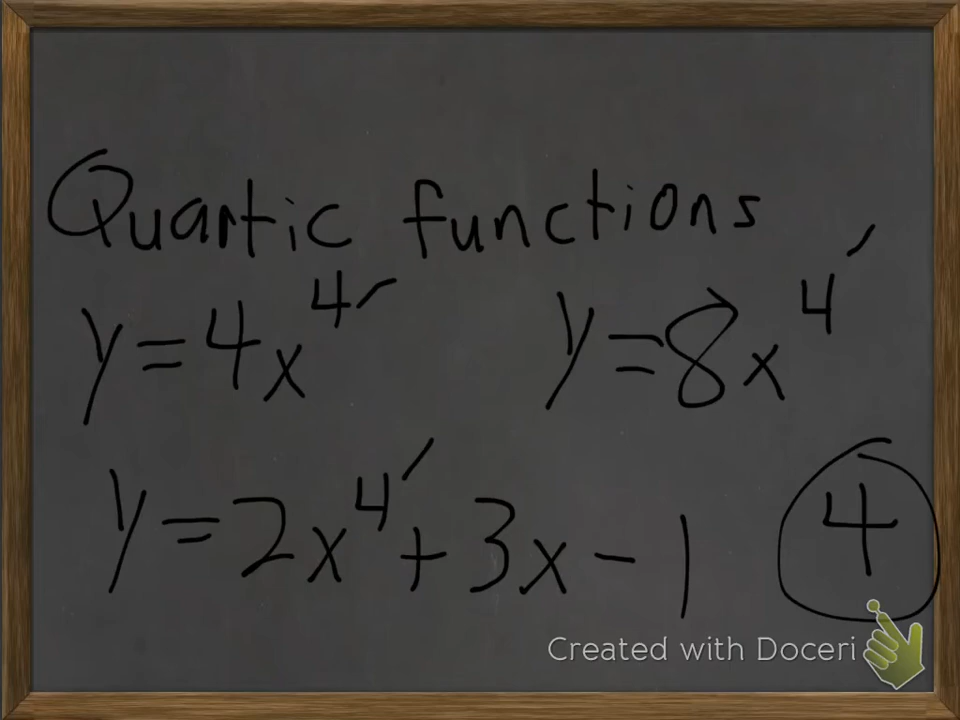 Quartic functions
y=4x⁴ y=8x⁴
y=2x⁴+3x-1 4
Created with Doceri